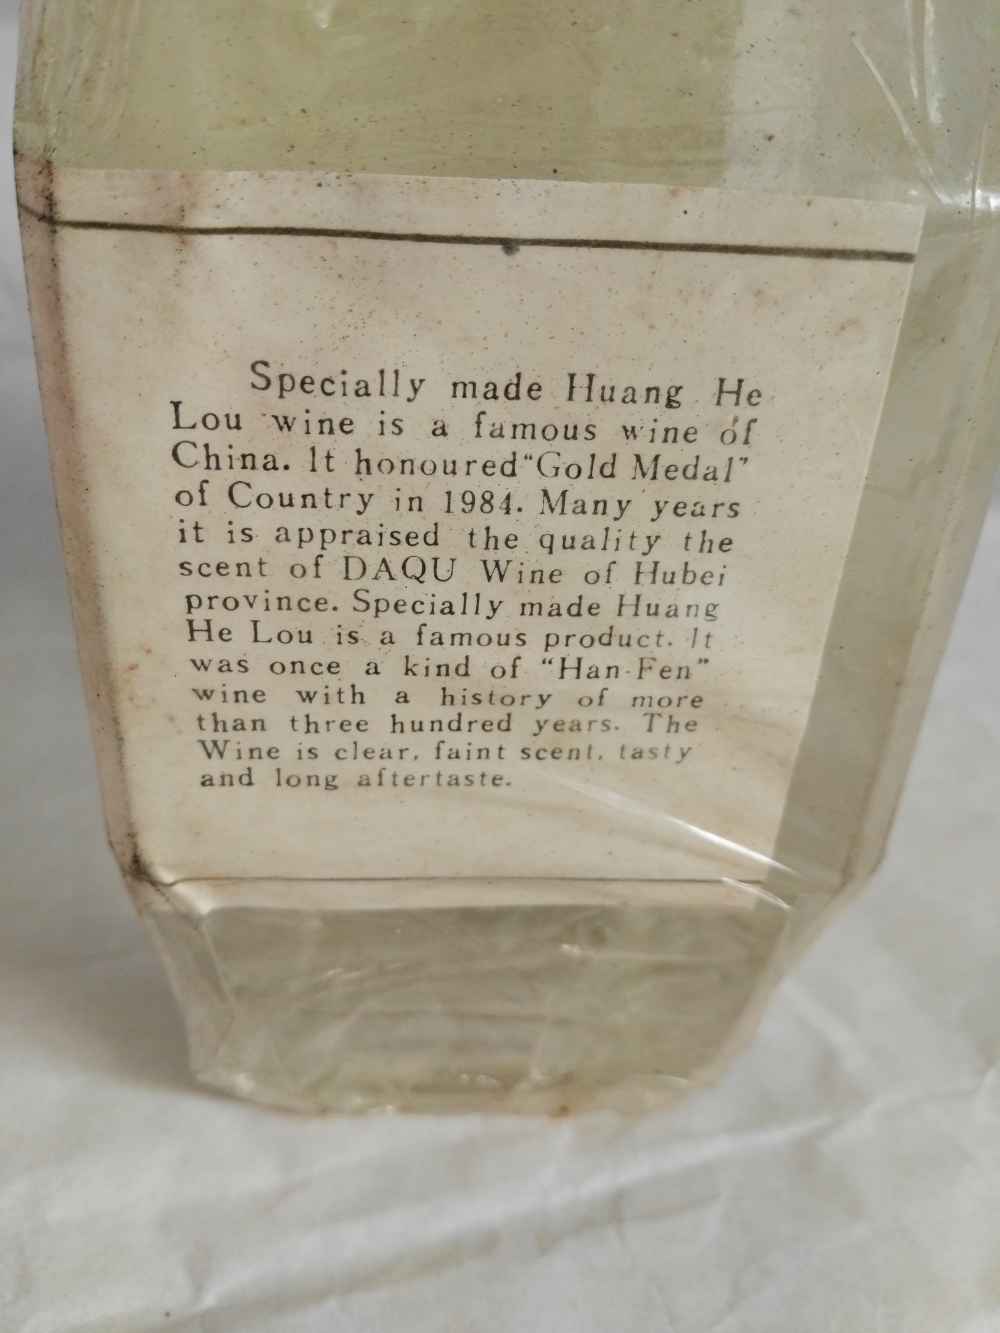 Specially made Huang He
Lou wine is a famous wine of
China. It honoured "Gold Medal"
of Country in 1984. Many years
it is appraised the quality the
scent of DAQU Wine of Hubei
province. Specially made Huang
He Lou is a famous product. It
was once a kind of "Han-Fen"
wine with a history of more
than three hundred years. The
Wine is clear, faint scent, tasty
and long aftertaste.